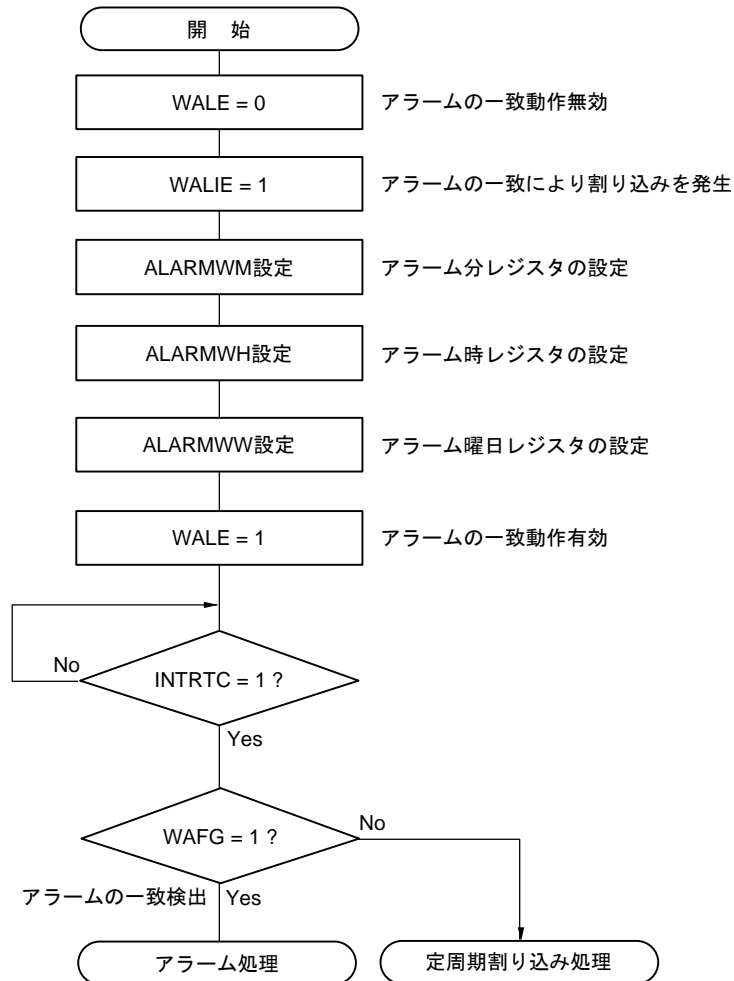 開 始
WALE = 0
アラームの一致動作無効
WALIE = 1
アラームの一致により割り込みを発生
ALARMWM設定
アラーム分レジスタの設定
ALARMWH設定
アラーム時レジスタの設定
ALARMWW設定
アラーム曜日レジスタの設定
WALE = 1
アラームの一致動作有効
No
INTRTC = 1 ?
Yes
WAFG = 1 ?
No
アラームの一致検出
Yes
アラーム処理
定周期割り込み処理